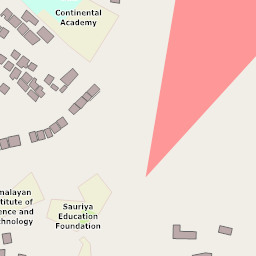 Continental
Academy
malayan
titute of
ence and
hnology
Sauriya
Education
Foundation